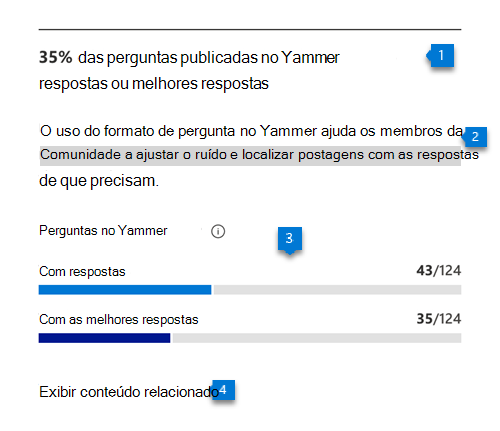 35% das perguntas publicadas no Yammer 1
respostas ou melhores respostas
O uso do formato de pergunta no Yammer ajuda os membros da 2
Comunidade a ajustar o ruído e localizar postagens com as respostas
de que precisam.
Perguntas no Yammer 3
Com respostas 43/124
Com as melhores respostas 35/124
Exibir conteúdo relacionado 4